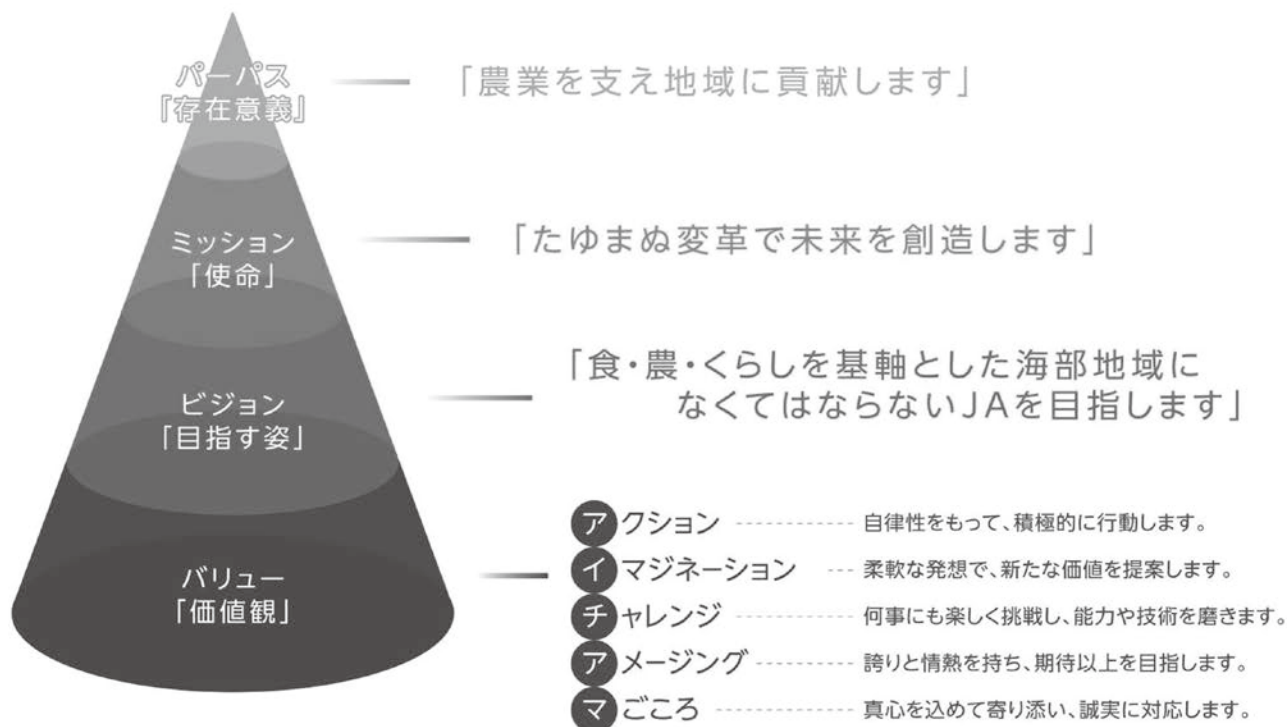 パーパス
「存在意義」
「農業を支え地域に貢献します」
ミッション
「使命」
「たゆまぬ変革で未来を創造します」
ビジョン
「目指す姿」
「食・農・くらしを基軸とした海部地域に
なくてはならないJAを目指します」
バリュー
「価値観」
アクション 自律性をもって、積極的に行動します。
イマジネーション 柔軟な発想で、新たな価値を提案します。
チャレンジ 何事にも楽しく挑戦し、能力や技術を磨きます。
アメージング 誇りと情熱を持ち、期待以上を目指します。
マごころ 真心を込めて寄り添い、誠実に対応します。